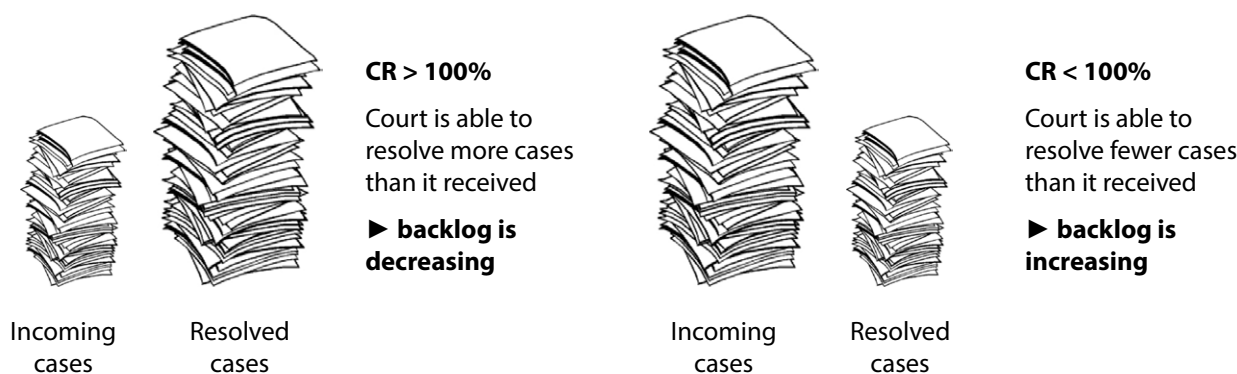 CR > 100%
Court is able to
resolve more cases
than it received
► backlog is
decreasing
Incoming
cases
Resolved
cases
CR < 100%
Court is able to
resolve fewer cases
than it received
► backlog is
increasing
Incoming
cases
Resolved
cases